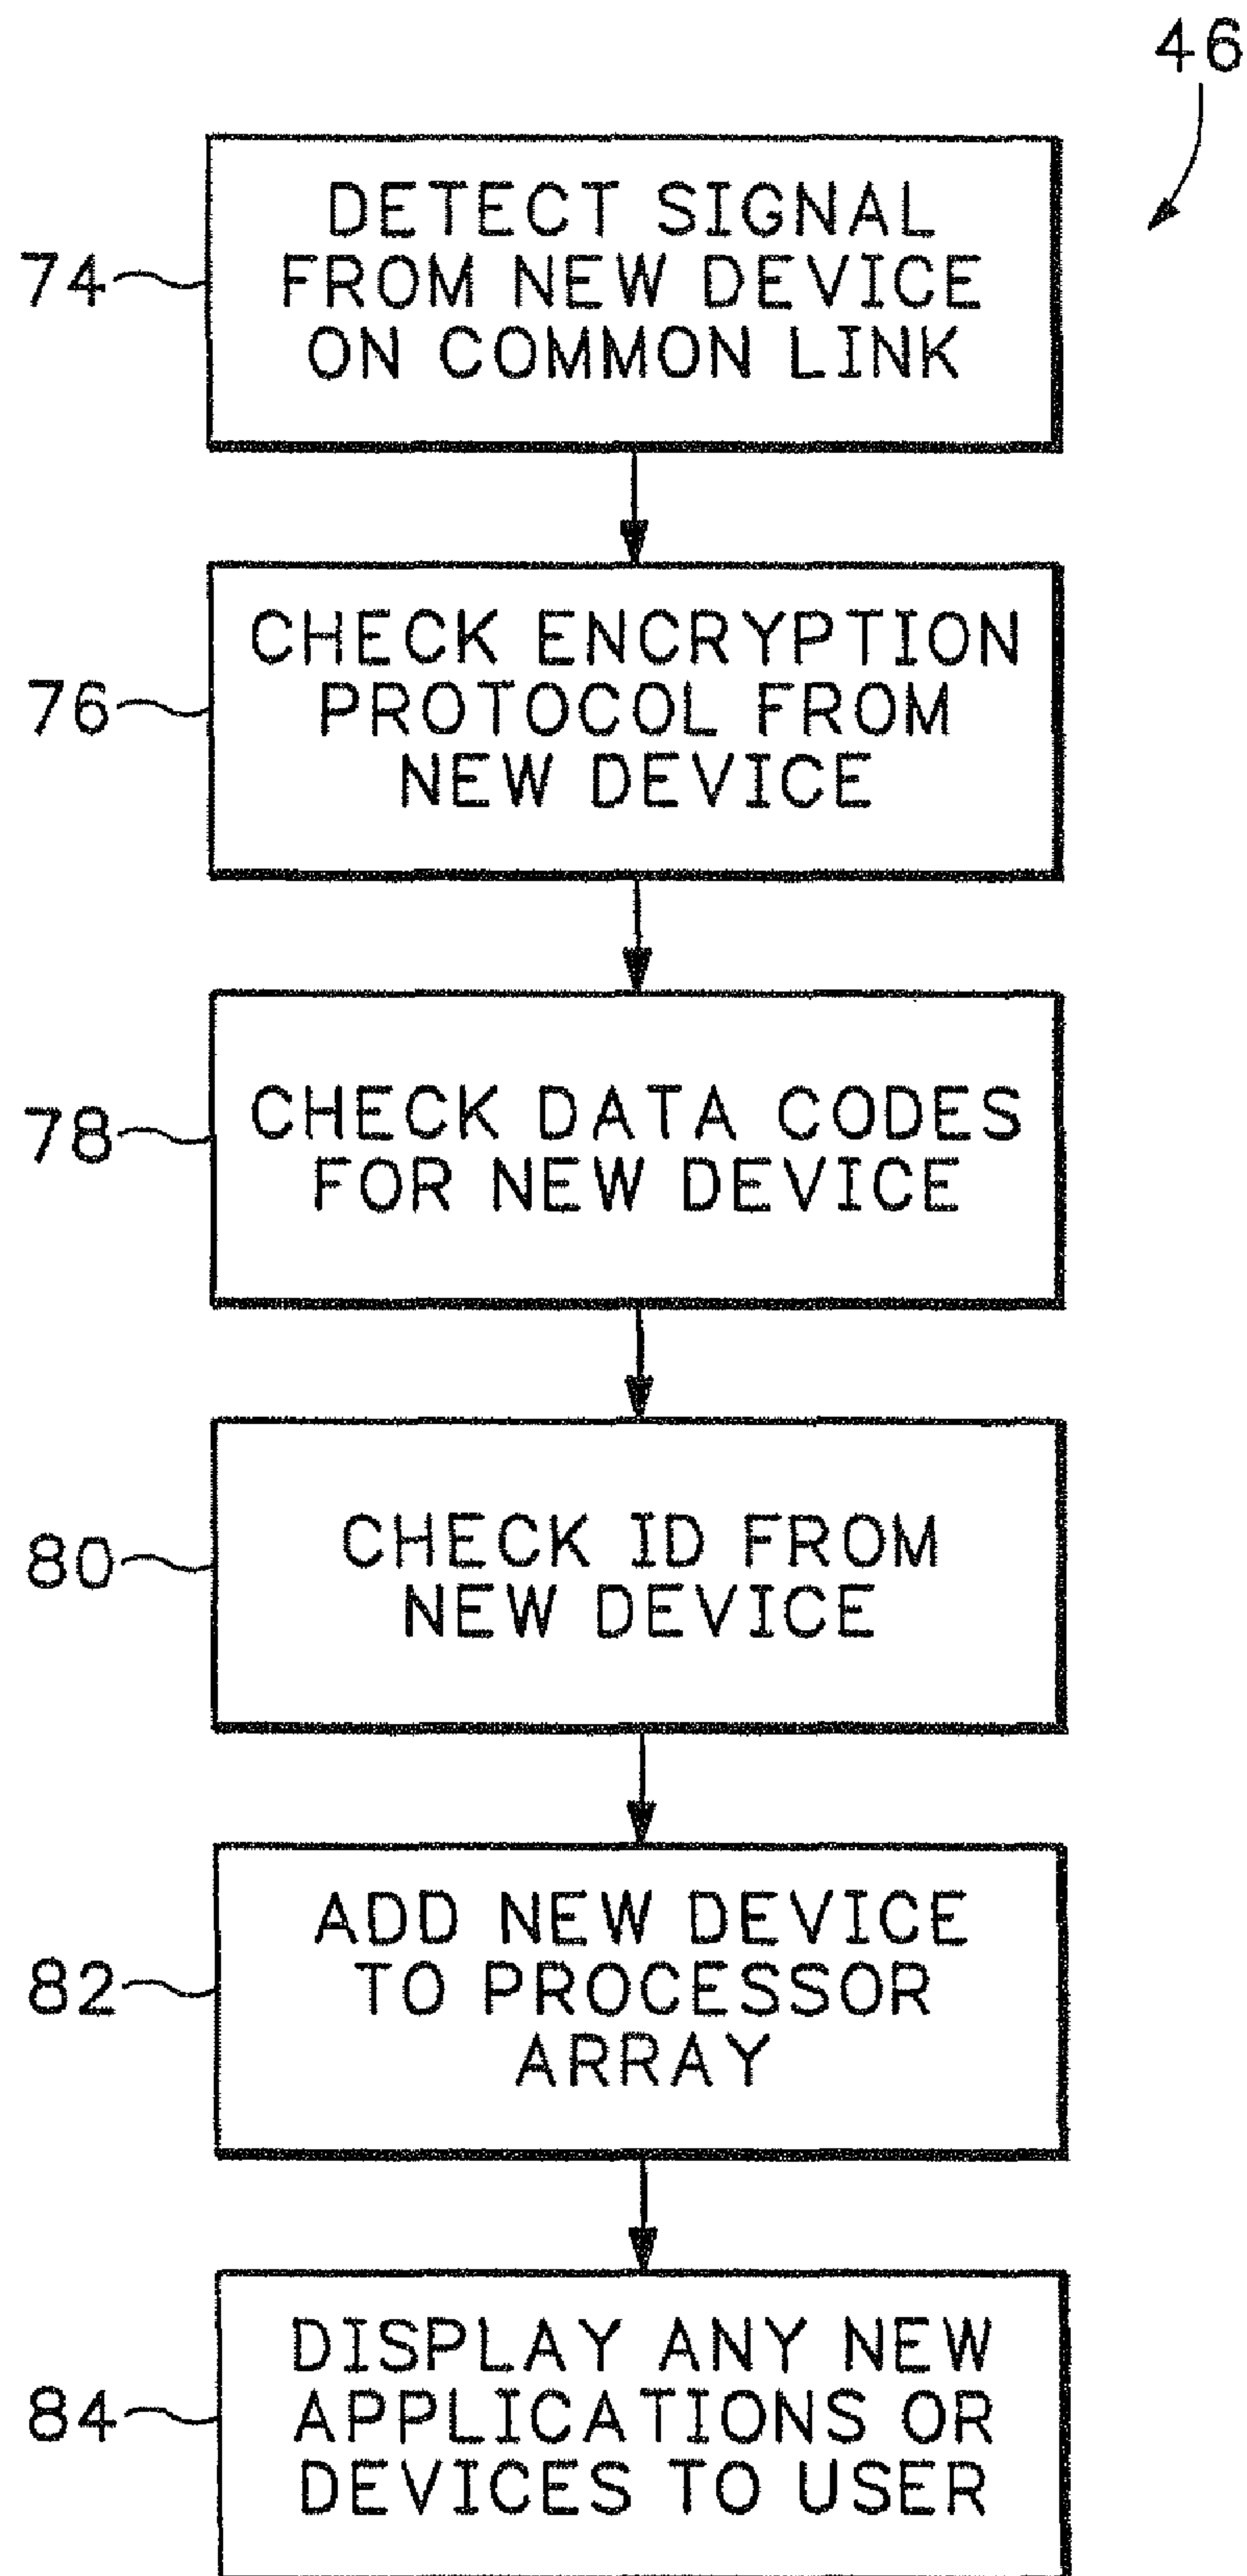 46
74
DETECT SIGNAL
FROM NEW DEVICE
ON COMMON LINK
76
CHECK ENCRYPTION
PROTOCOL FROM
NEW DEVICE
78
CHECK DATA CODES
FOR NEW DEVICE
80
CHECK ID FROM
NEW DEVICE
82
ADD NEW DEVICE
TO PROCESSOR
ARRAY
84
DISPLAY ANY NEW
APPLICATIONS OR
DEVICES TO USER